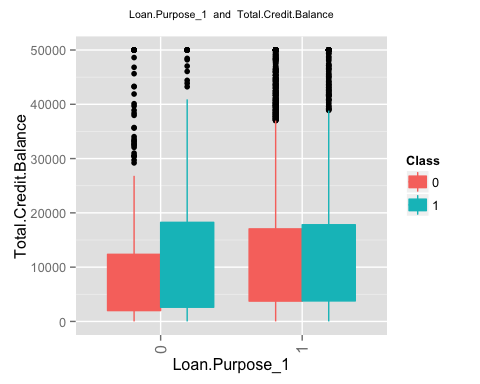 Loan.Purpose_1 and Total.Credit.Balance
50000
40000
30000
20000
10000
0
Total.Credit.Balance
0
1
Loan.Purpose_1
Class
0
1